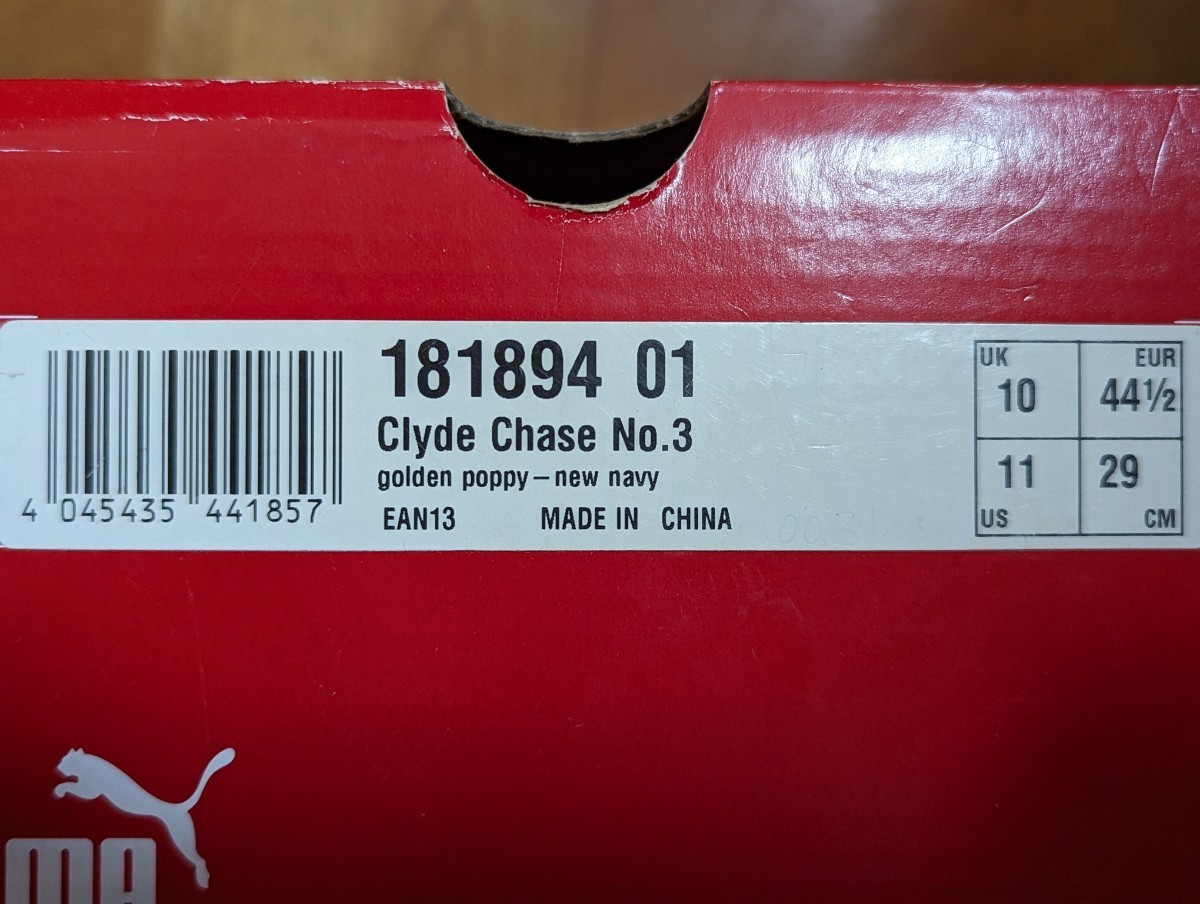 181894 01
Clyde Chase No.3
golden poppy – new navy
EAN13 MADE IN CHINA
4 045435 441857
UK 10
EUR 44½
11 US
29 CM
MA